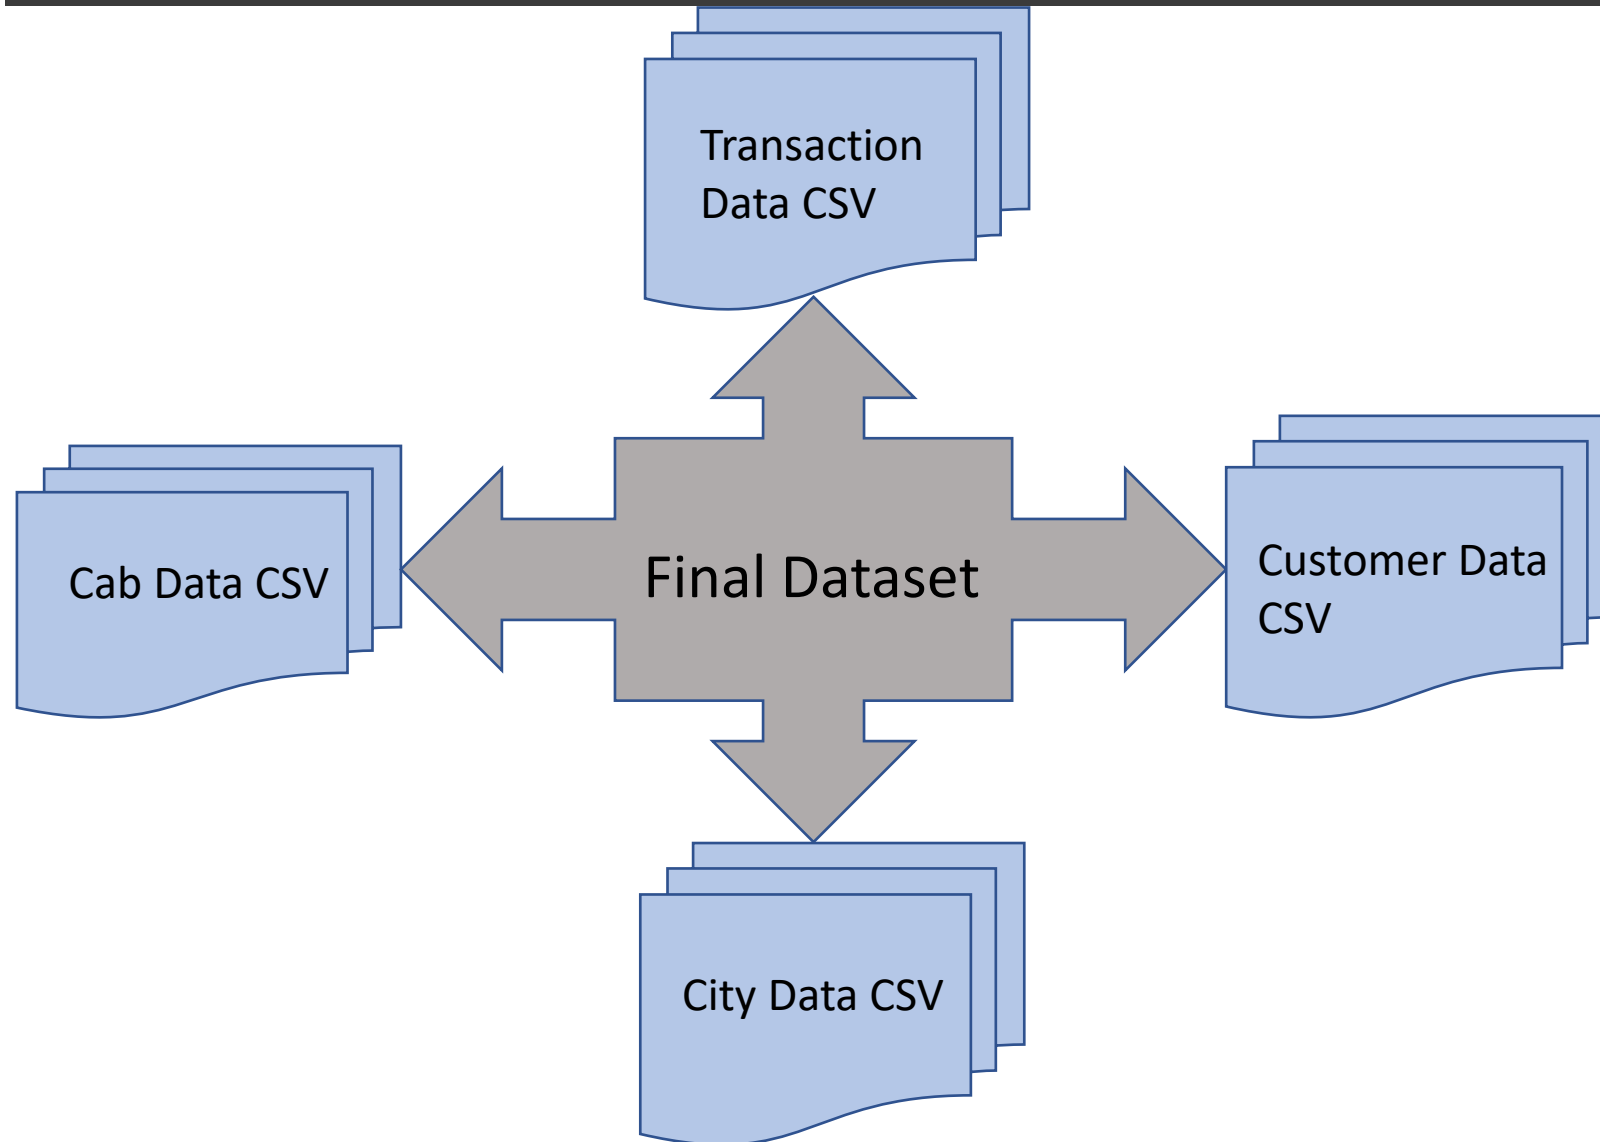 Transaction
Data CSV
Cab Data CSV
Final Dataset
Customer Data
CSV
City Data CSV